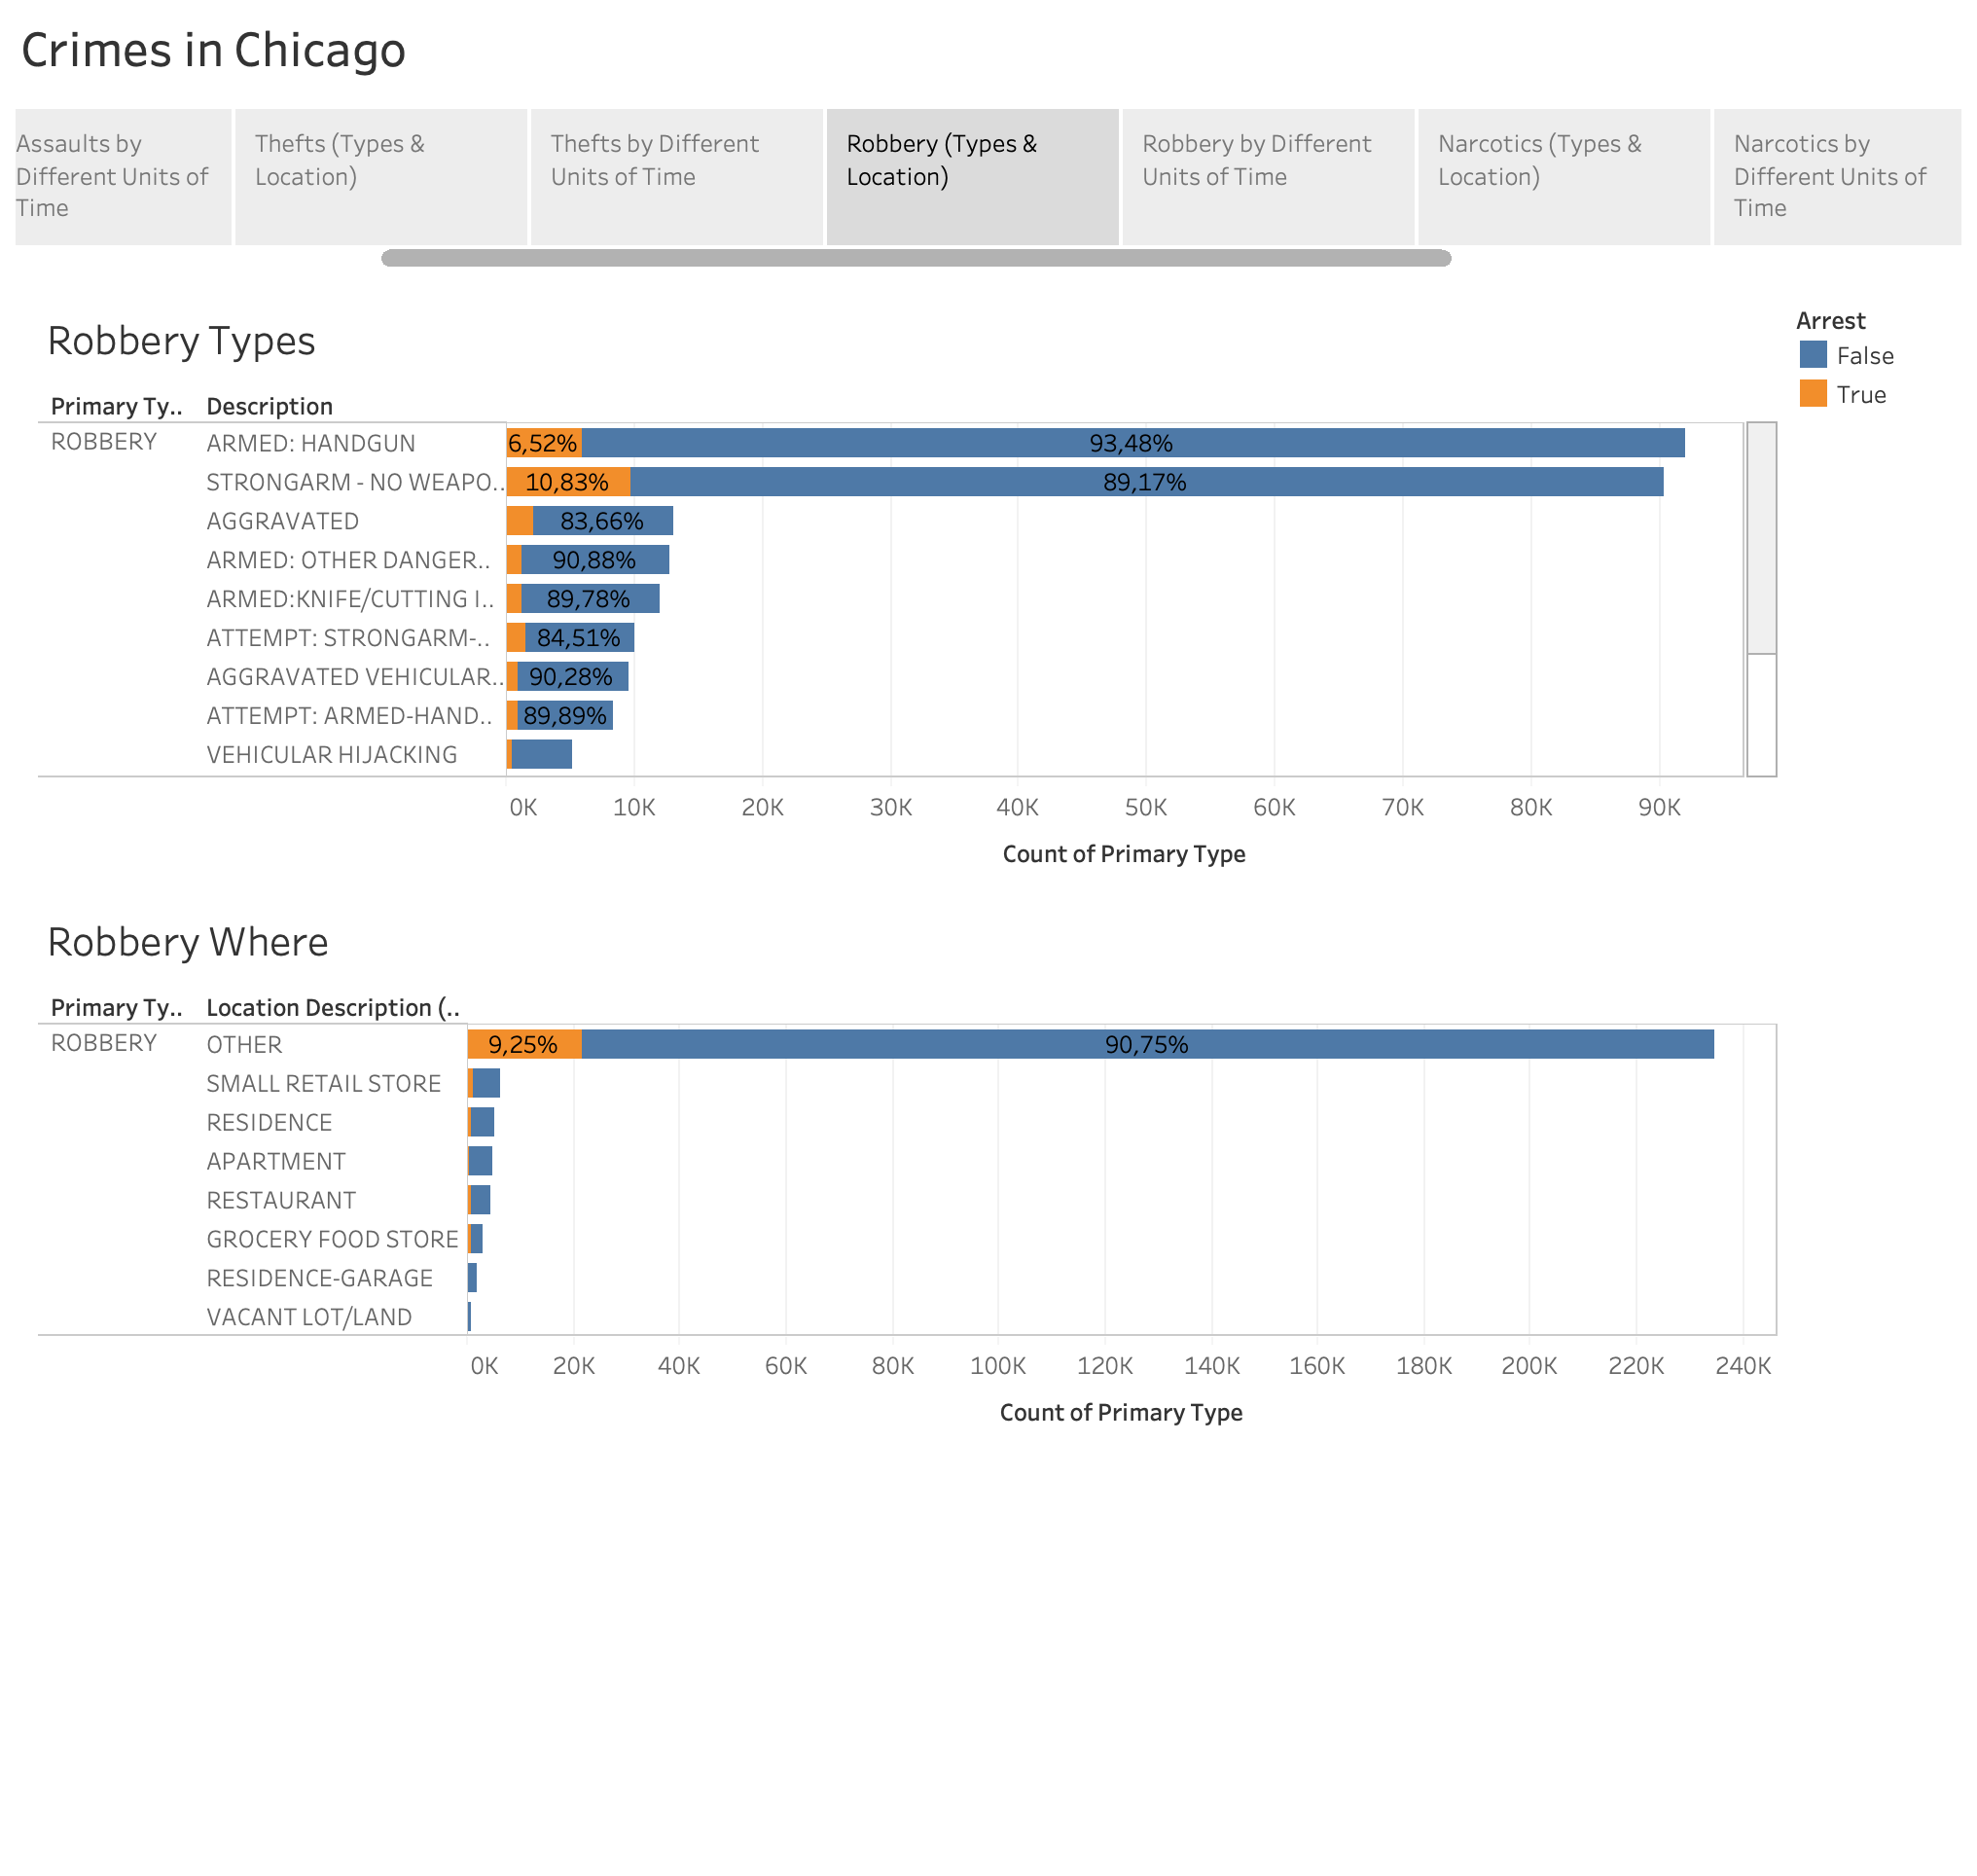 Crimes in Chicago
Assaults by
Different Units of
Time
Thefts (Types &
Location)
Thefts by Different
Units of Time
Robbery (Types &
Location)
Robbery by Different
Units of Time
Narcotics (Types &
Location)
Narcotics by
Different Units of
Time
Robbery Types
Arrest
False
True
Primary Ty.. Description
ROBBERY ARMED: HANDGUN 6,52% 93,48%
STRONGARM - NO WEAPO.. 10,83% 89,17%
AGGRAVATED 83,66%
ARMED: OTHER DANGER.. 90,88%
ARMED:KNIFE/CUTTING I.. 89,78%
ATTEMPT: STRONGARM-.. 84,51%
AGGRAVATED VEHICULAR.. 90,28%
ATTEMPT: ARMED-HAND.. 89,89%
VEHICULAR HIJACKING
0K 10K 20K 30K 40K 50K 60K 70K 80K 90K
Count of Primary Type
Robbery Where
Primary Ty.. Location Description (..
ROBBERY OTHER 9,25% 90,75%
SMALL RETAIL STORE
RESIDENCE
APARTMENT
RESTAURANT
GROCERY FOOD STORE
RESIDENCE-GARAGE
VACANT LOT/LAND
0K 20K 40K 60K 80K 100K 120K 140K 160K 180K 200K 220K 240K
Count of Primary Type